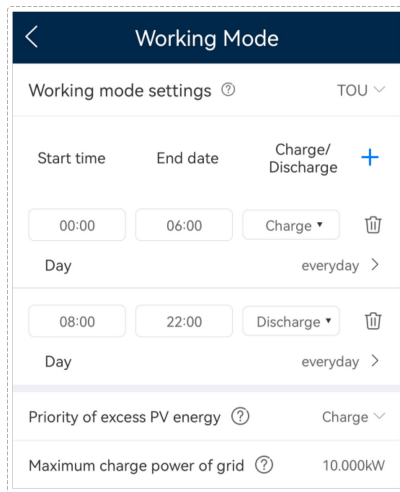 Working Mode
Working mode settings ? TOU
Start time End date Charge/
Discharge +
00:00 06:00 Charge
Day everyday
08:00 22:00 Discharge
Day everyday
Priority of excess PV energy ? Charge
Maximum charge power of grid ? 10.000kW